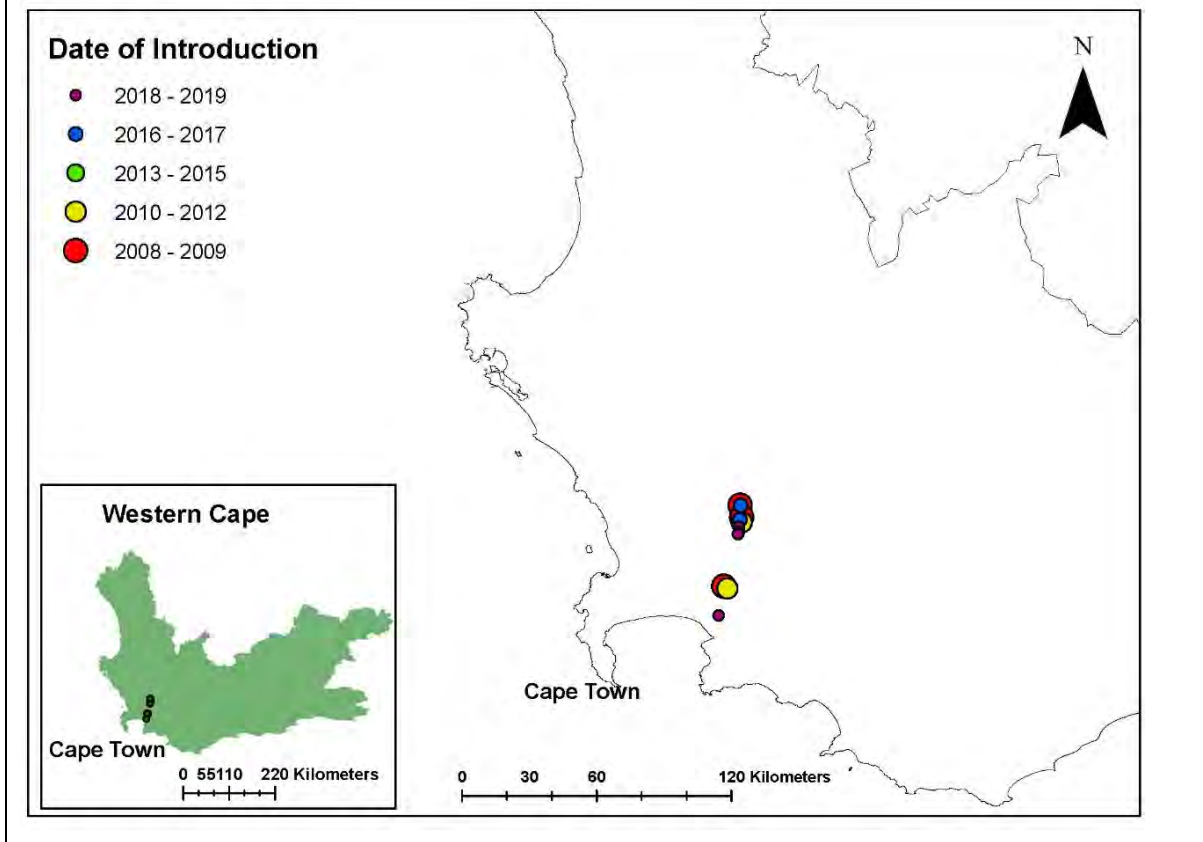 Date of Introduction
2018 - 2019
2016 - 2017
2013 - 2015
2010 - 2012
2008 - 2009
N
Western Cape
Cape Town
0 55110 220 Kilometers
Cape Town
0 30 60 120 Kilometers